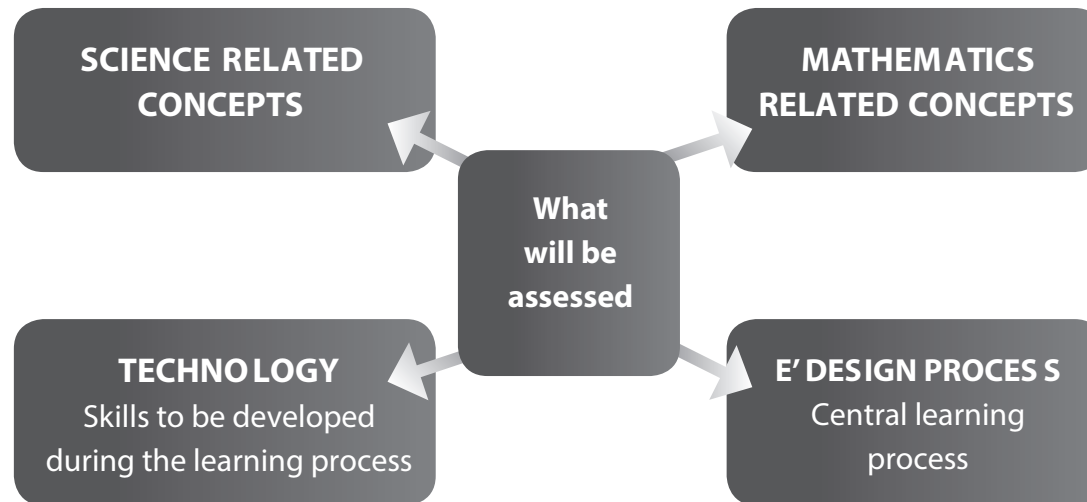 SCIENCE RELATED
CONCEPTS
MATHEMATICS
RELATED CONCEPTS
What
will be
assessed
TECHNOLOGY
Skills to be developed
during the learning process
E' DESIGN PROCESS
Central learning
process